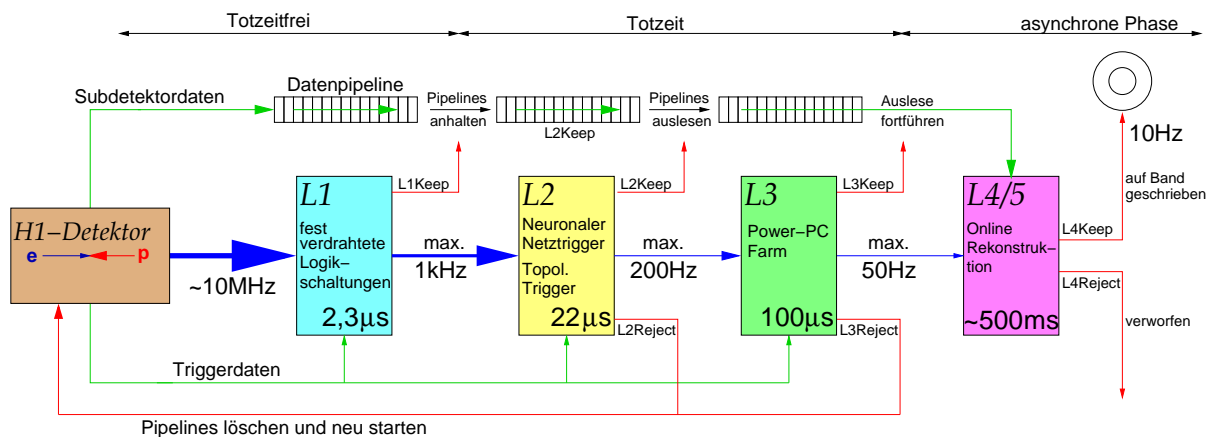 Totzeitfrei
Totzeit
asynchrone Phase
Subdetektordaten
Datenpipeline
Pipelines
anhalten
L2Keep
Pipelines
auslesen
Auslese
fortführen
10Hz
auf Band
geschrieben
H1–Detektor
e
p
~10MHz
L1
fest
verdrahtete
Logik–
schaltungen
2,3µs
L1Keep
max.
1kHz
L2
Neuronaler
Netztrigger
Topol.
Trigger
22µs
L2Keep
max.
200Hz
L2Reject
L3
Power–PC
Farm
100µs
L3Keep
max.
50Hz
L3Reject
L4/5
Online
Rekonstruk–
tion
~500ms
L4Keep
L4Reject
verworfen
Triggerdaten
Pipelines löschen und neu starten